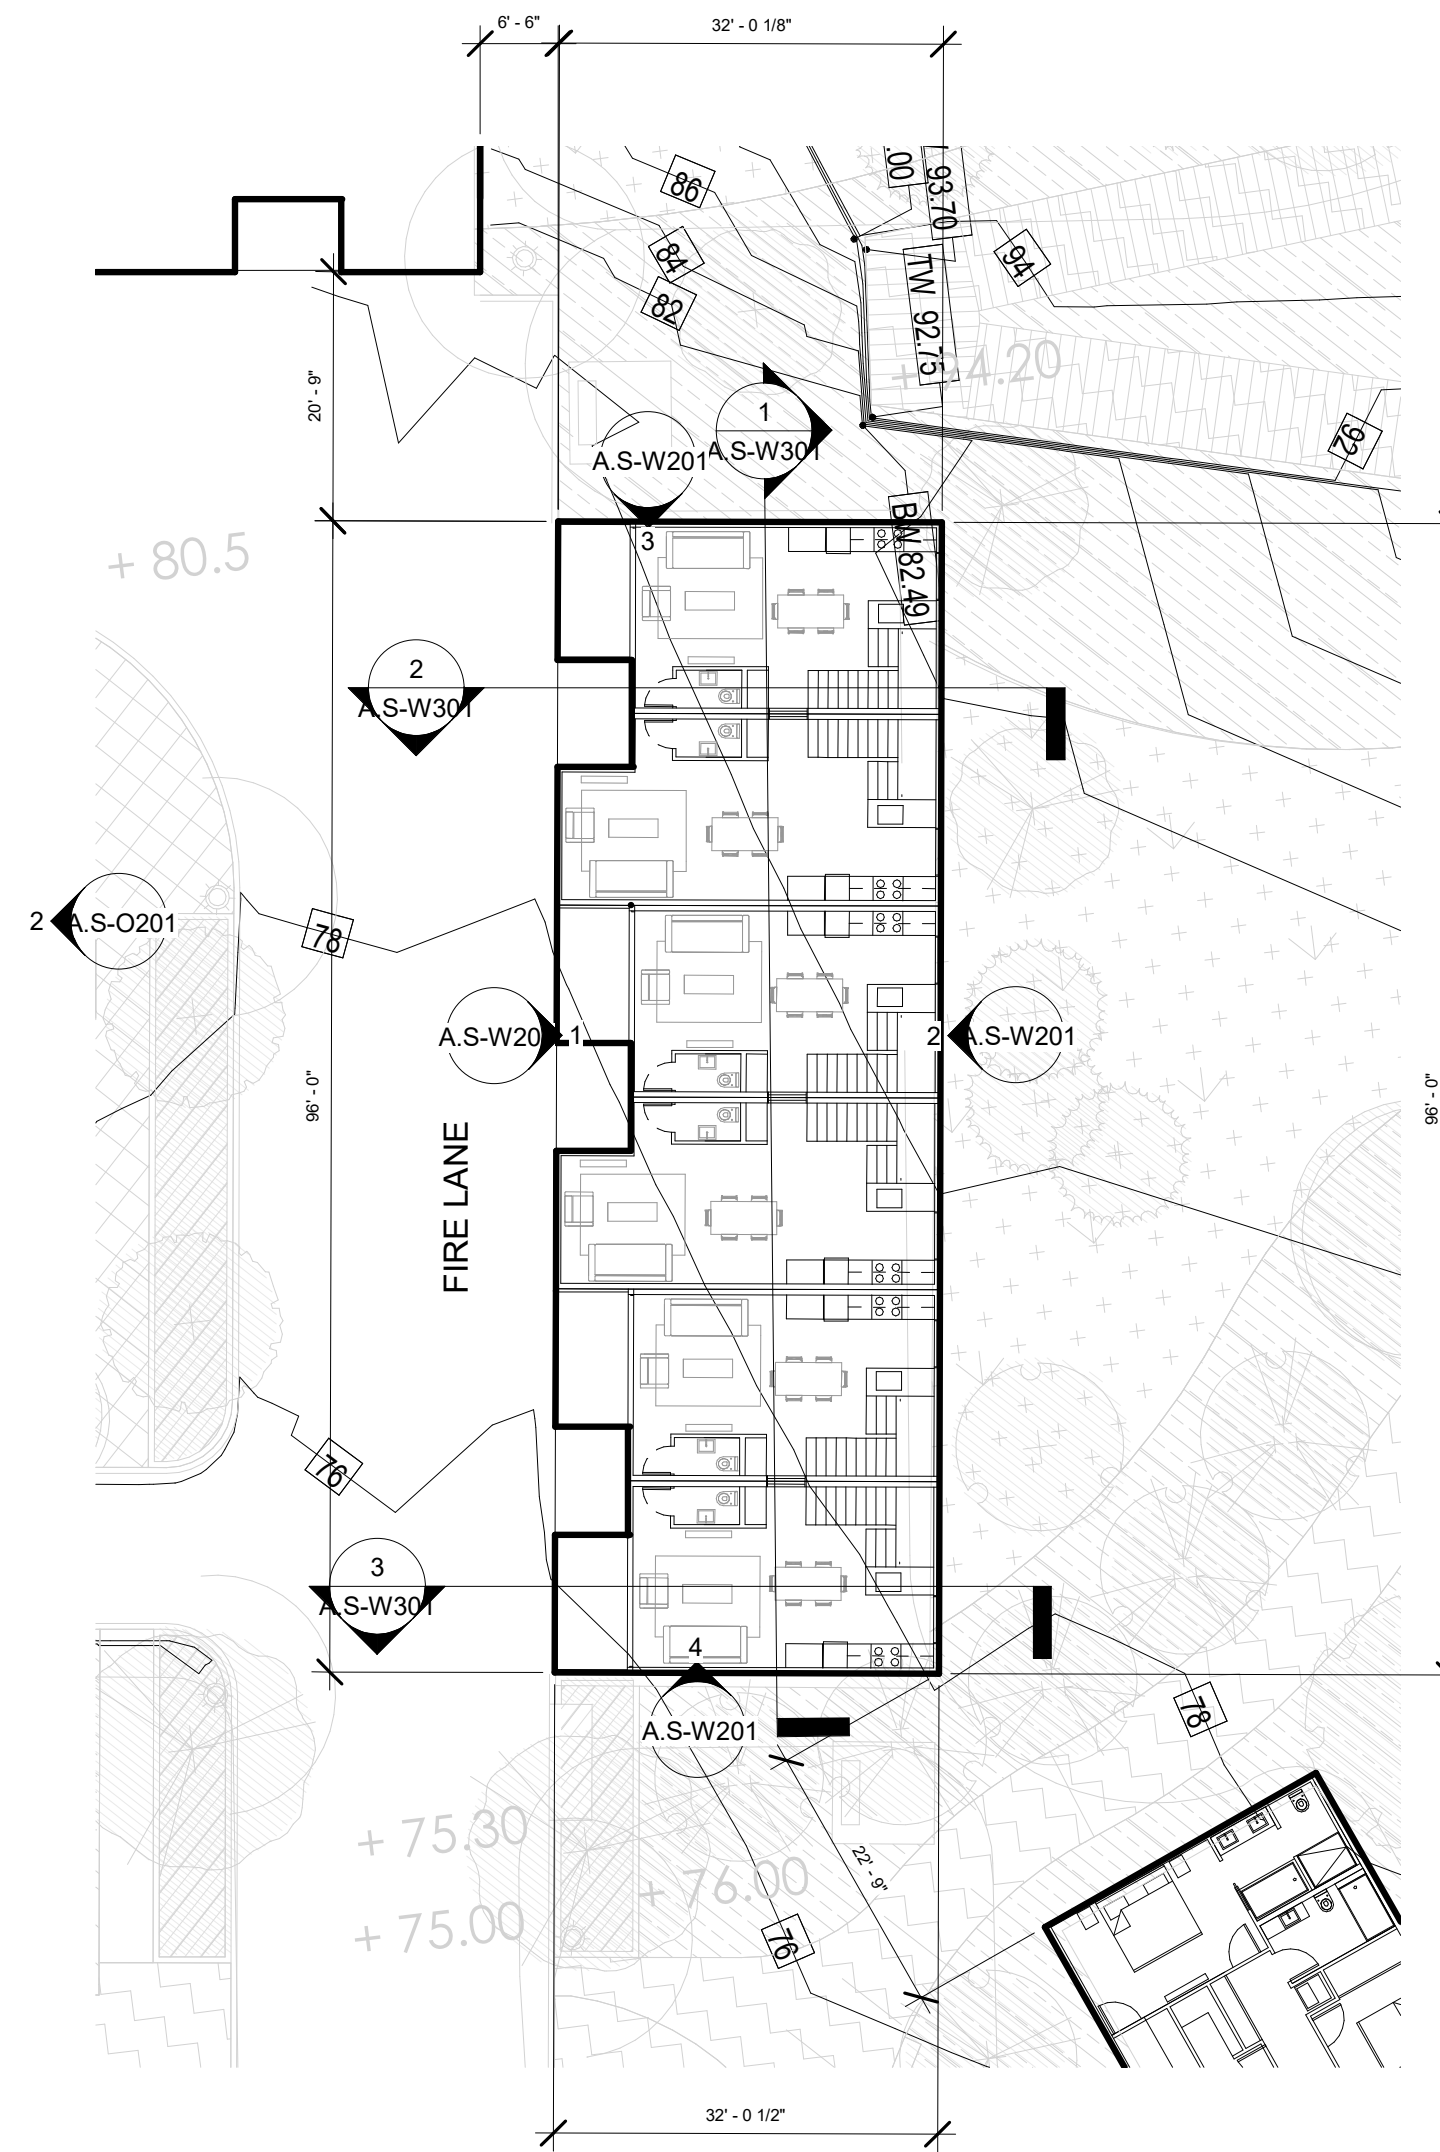 6' - 6"
32' - 0 1/8"
.00
93.70
86
84
82
94
TW 92.75
+ 94.20
20' - 9"
92
1
A.S-W301
A.S-W201
3
BW 82.49
+ 80.5
2
A.S-W301
2
A.S-O201
78
A.S-W20
1
2
A.S-W201
96' - 0"
96' - 0"
FIRE LANE
76
3
A.S-W301
4
A.S-W201
78
+ 75.30
+ 76.00
22' - 9"
+ 75.00
76
32' - 0 1/2"